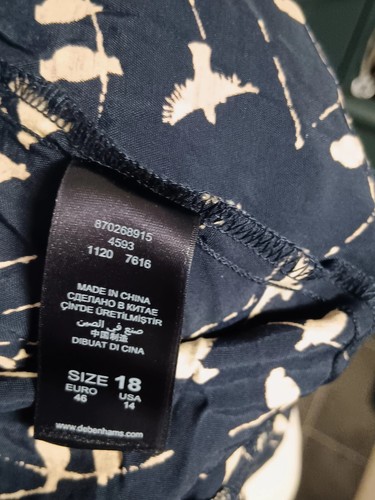 870268915
4593
1120 7616
MADE IN CHINA
СДЕЛАНО В КИТАЕ
ÇİN'DE ÜRETİLMİŞTİR
صنع في الصين
中国制造
DIBUAT DI CINA
SIZE 18
EURO USA
46 14
www.debenhams.com